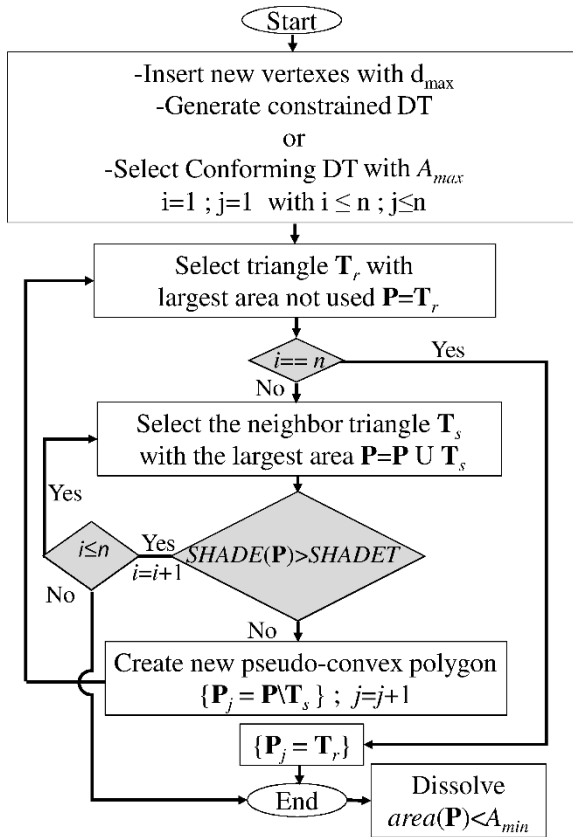 Start
-Insert new vertexes with dmax
-Generate constrained DT
or
-Select Conforming DT with Amax
i=1 ; j=1 with i ≤ n ; j≤n
Select triangle Tr with
largest area not used P=Tr
i== n
Yes
No
Select the neighbor triangle Ts
with the largest area P=P U Ts
Yes
i≤n
Yes
i=i+1
SHADE(P)>SHADET
No
No
Create new pseudo-convex polygon
{Pj = P\Ts} ; j=j+1
{Pj = Tr}
End
Dissolve
area(P)<Amin